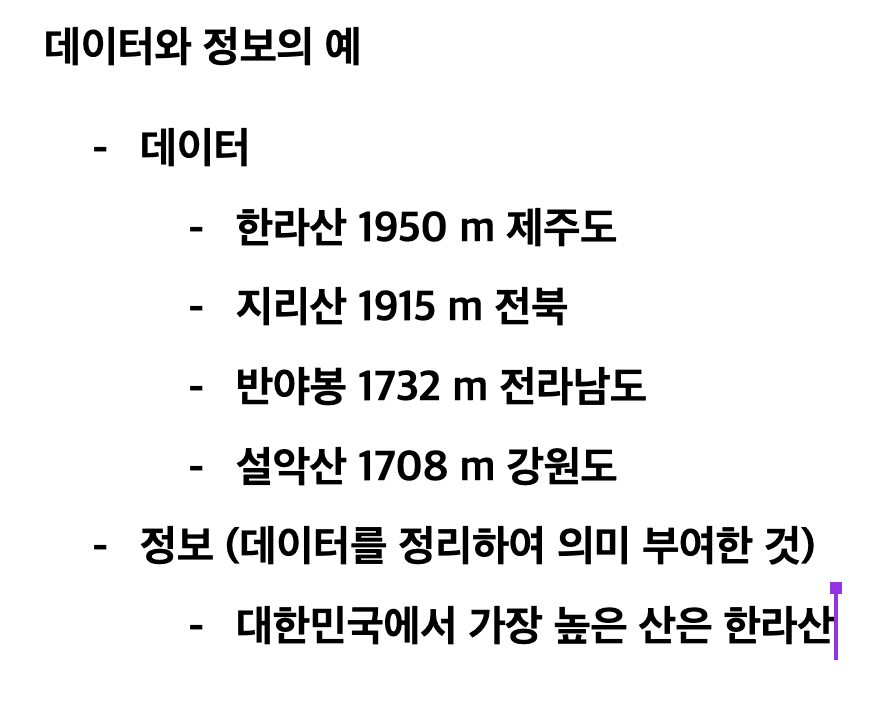 데이터와 정보의 예
- 데이터
- 한라산 1950 m 제주도
- 지리산 1915 m 전북
- 반야봉 1732 m 전라남도
- 설악산 1708 m 강원도
- 정보 (데이터를 정리하여 의미 부여한 것)
- 대한민국에서 가장 높은 산은 한라산